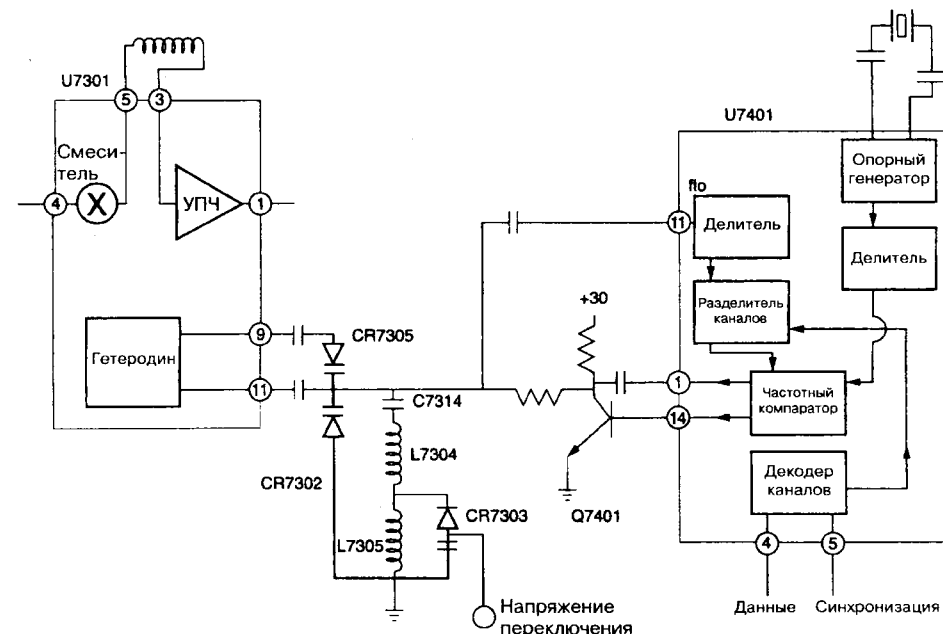 U7301
5
3
Смеси-
тель
4
X
УПЧ
1
Гетеродин
9
11
CR7305
CR7302
C7314
L7304
L7305
CR7303
Напряжение
переключения
+30
Q7401
U7401
flo
11
Делитель
Опорный
генератор
Делитель
Разделитель
каналов
1
14
Частотный
компаратор
Декодер
каналов
4
5
Данные
Синхронизация